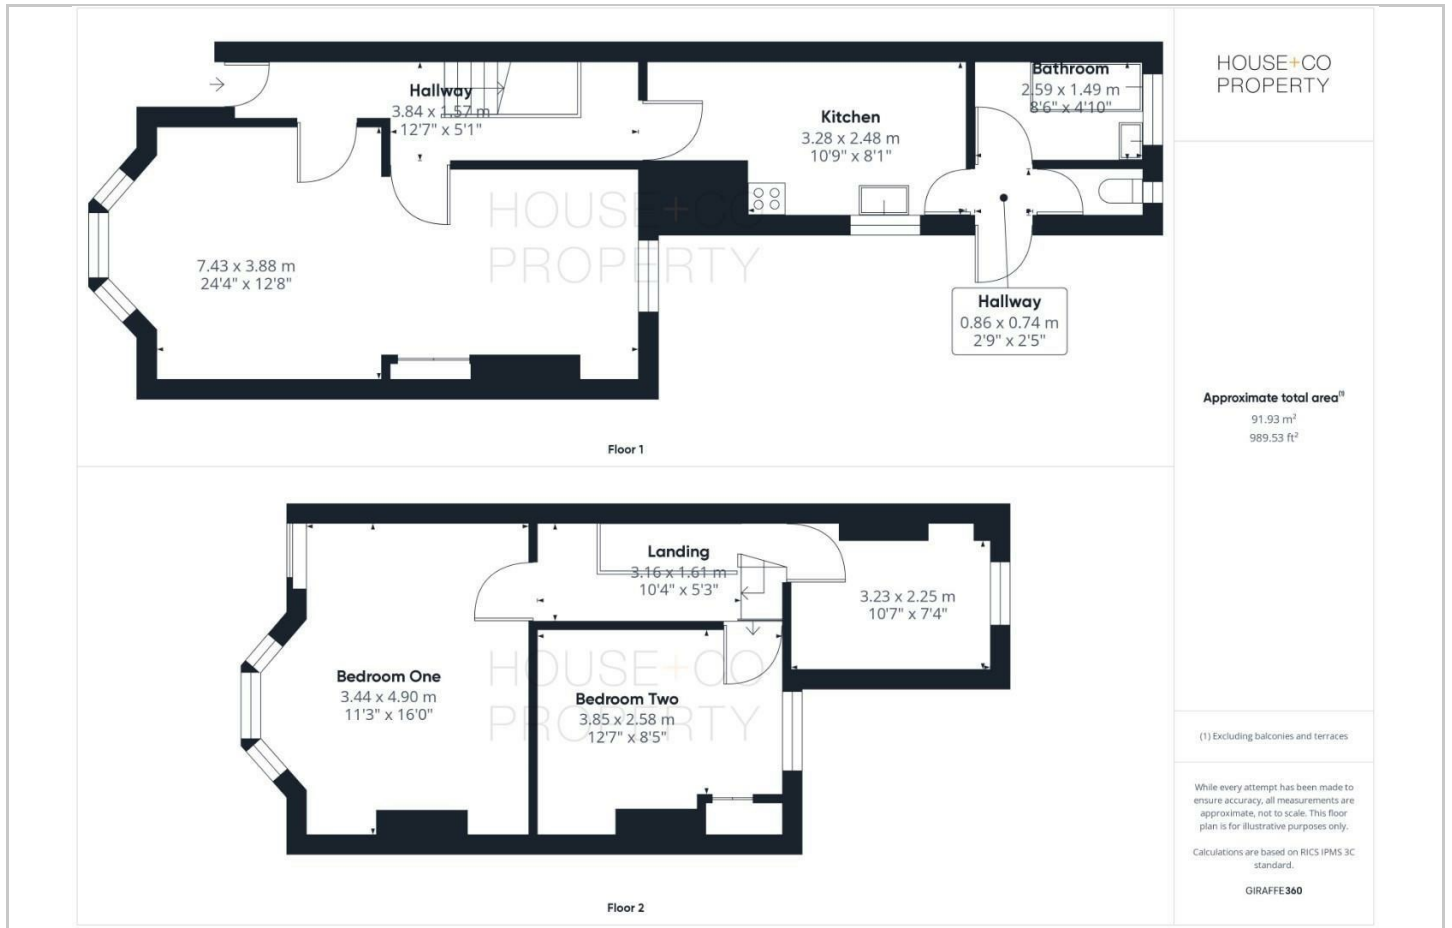 HOUSE+CO
PROPERTY
Hallway
3.84 x 1.57 m
12'7" x 5'1"
Kitchen
3.28 x 2.48 m
10'9" x 8'1"
Bathroom
2.59 x 1.49 m
8'6" x 4'10"
7.43 x 3.88 m
24'4" x 12'8"
HOUSE+CO
PROPERTY
Hallway
0.86 x 0.74 m
2'9" x 2'5"
Floor 1
Approximate total area(1)
91.93 m²
989.53 ft²
Landing
3.16 x 1.61 m
10'4" x 5'3"
3.23 x 2.25 m
10'7" x 7'4"
Bedroom One
3.44 x 4.90 m
11'3" x 16'0"
HOUSE+CO
PROPERTY
Bedroom Two
3.85 x 2.58 m
12'7" x 8'5"
Floor 2
(1) Excluding balconies and terraces
While every attempt has been made to
ensure accuracy, all measurements are
approximate, not to scale. This floor
plan is for illustrative purposes only.
Calculations are based on RICS IPMS 3C
standard.
GIRAFFE360